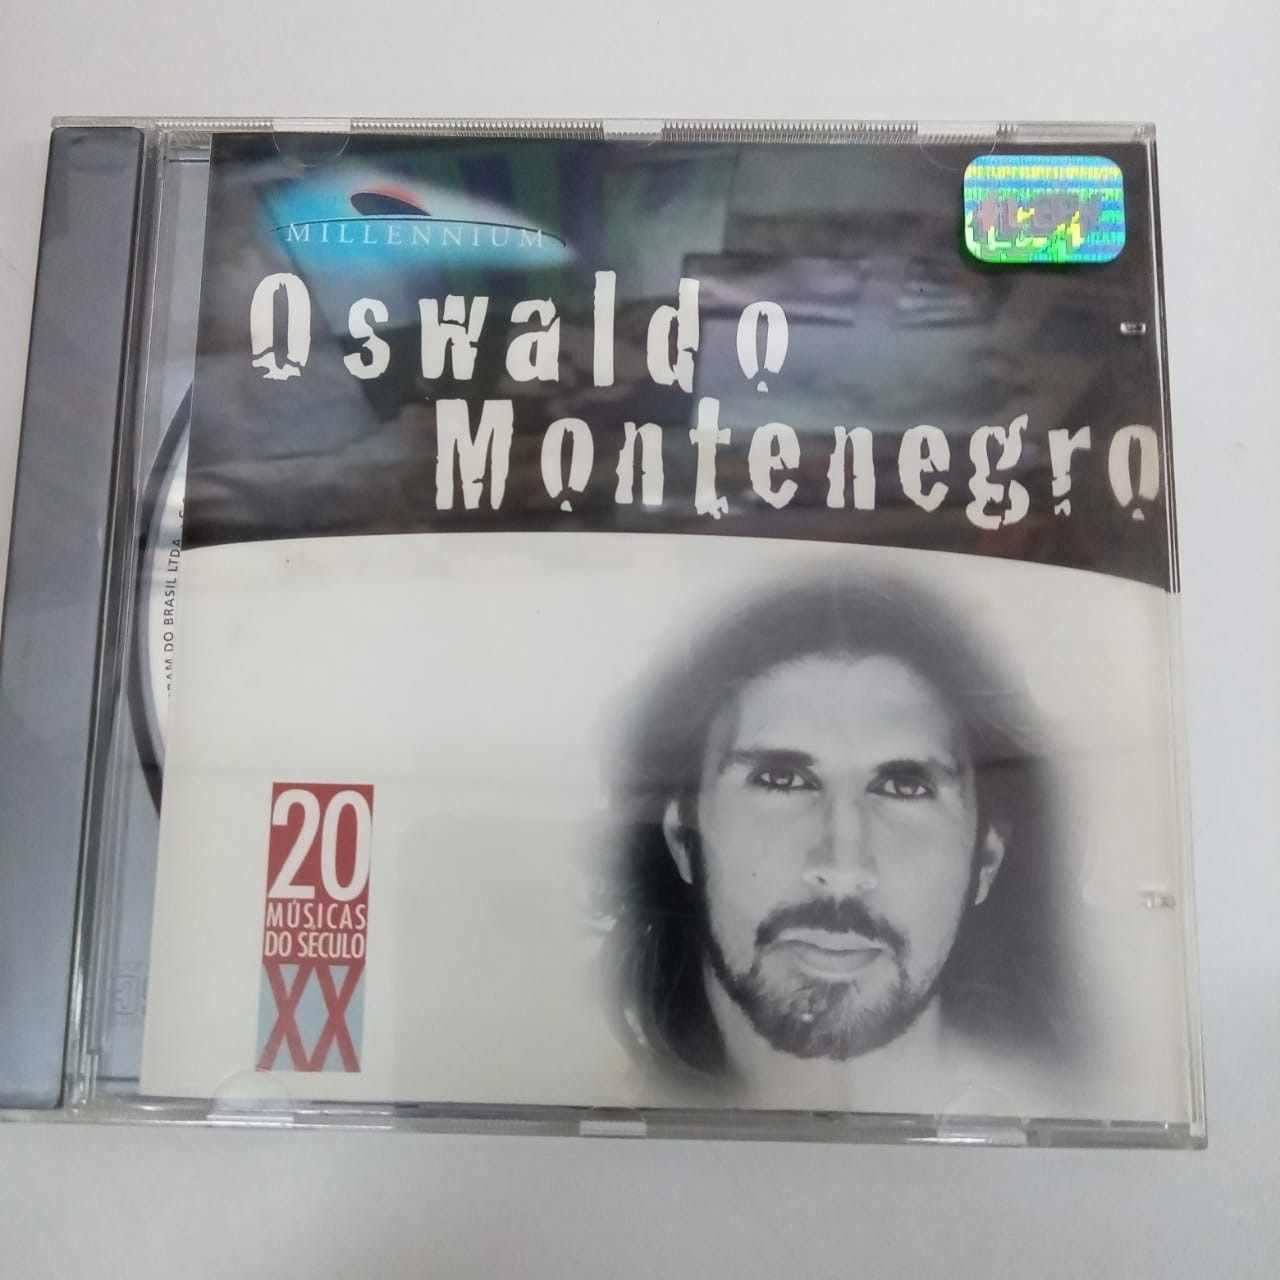 MILLENNIUM
Oswaldo
Montenegro
DO BRASIL LTDA
20
MÚSICAS
DO SÉCULO
XX